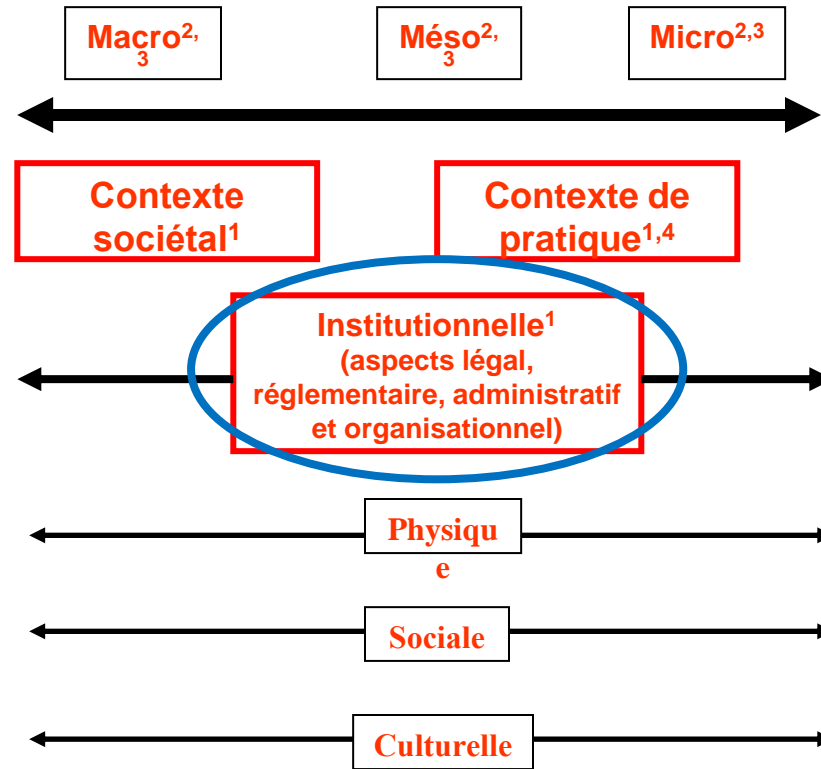 Macro²,
³
Méso²,
³
Micro²,³
Contexte
sociétal¹
Contexte de
pratique¹,⁴
Institutionnelle¹
(aspects légal,
réglementaire, administratif
et organisationnel)
Physiqu
e
Sociale
Culturelle